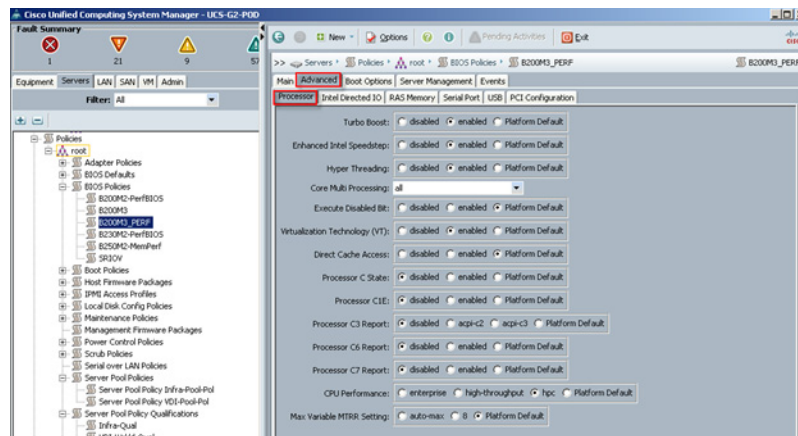 Cisco Unified Computing System Manager - UCS-G2-POD
Fault Summary
1 21 9
New Options Pending Activities Exit
>> Servers Policies root BIOS Policies B200M3_PERF
B200M3_PERF
Equipment Servers LAN SAN VM Admin
Filter: All
Policies
root
Adapter Policies
BIOS Defaults
BIOS Policies
B200M2-PerfBIOS
B200M3
B200M3_PERF
B230M2-PerfBIOS
B250M2-MemPerf
SRIOV
Boot Policies
Host Firmware Packages
IPMI Access Profiles
Local Disk Config Policies
Maintenance Policies
Management Firmware Packages
Power Control Policies
Scrub Policies
Serial over LAN Policies
Server Pool Policies
Server Pool Policy Infra-Pool-Pol
Server Pool Policy VDI-Pool-Pol
Server Pool Policy Qualifications
Infra-Qual
Main Advanced Boot Options Server Management Events
Processor Intel Directed IO RAS Memory Serial Port USB PCI Configuration
Turbo Boost: disabled enabled Platform Default
Enhanced Intel Speedstep: disabled enabled Platform Default
Hyper Threading: disabled enabled Platform Default
Core Multi Processing: all
Execute Disabled Bit: disabled enabled Platform Default
Virtualization Technology (VT): disabled enabled Platform Default
Direct Cache Access: disabled enabled Platform Default
Processor C State: disabled enabled Platform Default
Processor C1E: disabled enabled Platform Default
Processor C3 Report: disabled acpi-c2 acpi-c3 Platform Default
Processor C6 Report: disabled enabled Platform Default
Processor C7 Report: disabled enabled Platform Default
CPU Performance: enterprise high-throughput hpc Platform Default
Max Variable MTRR Setting: auto-max 8 Platform Default